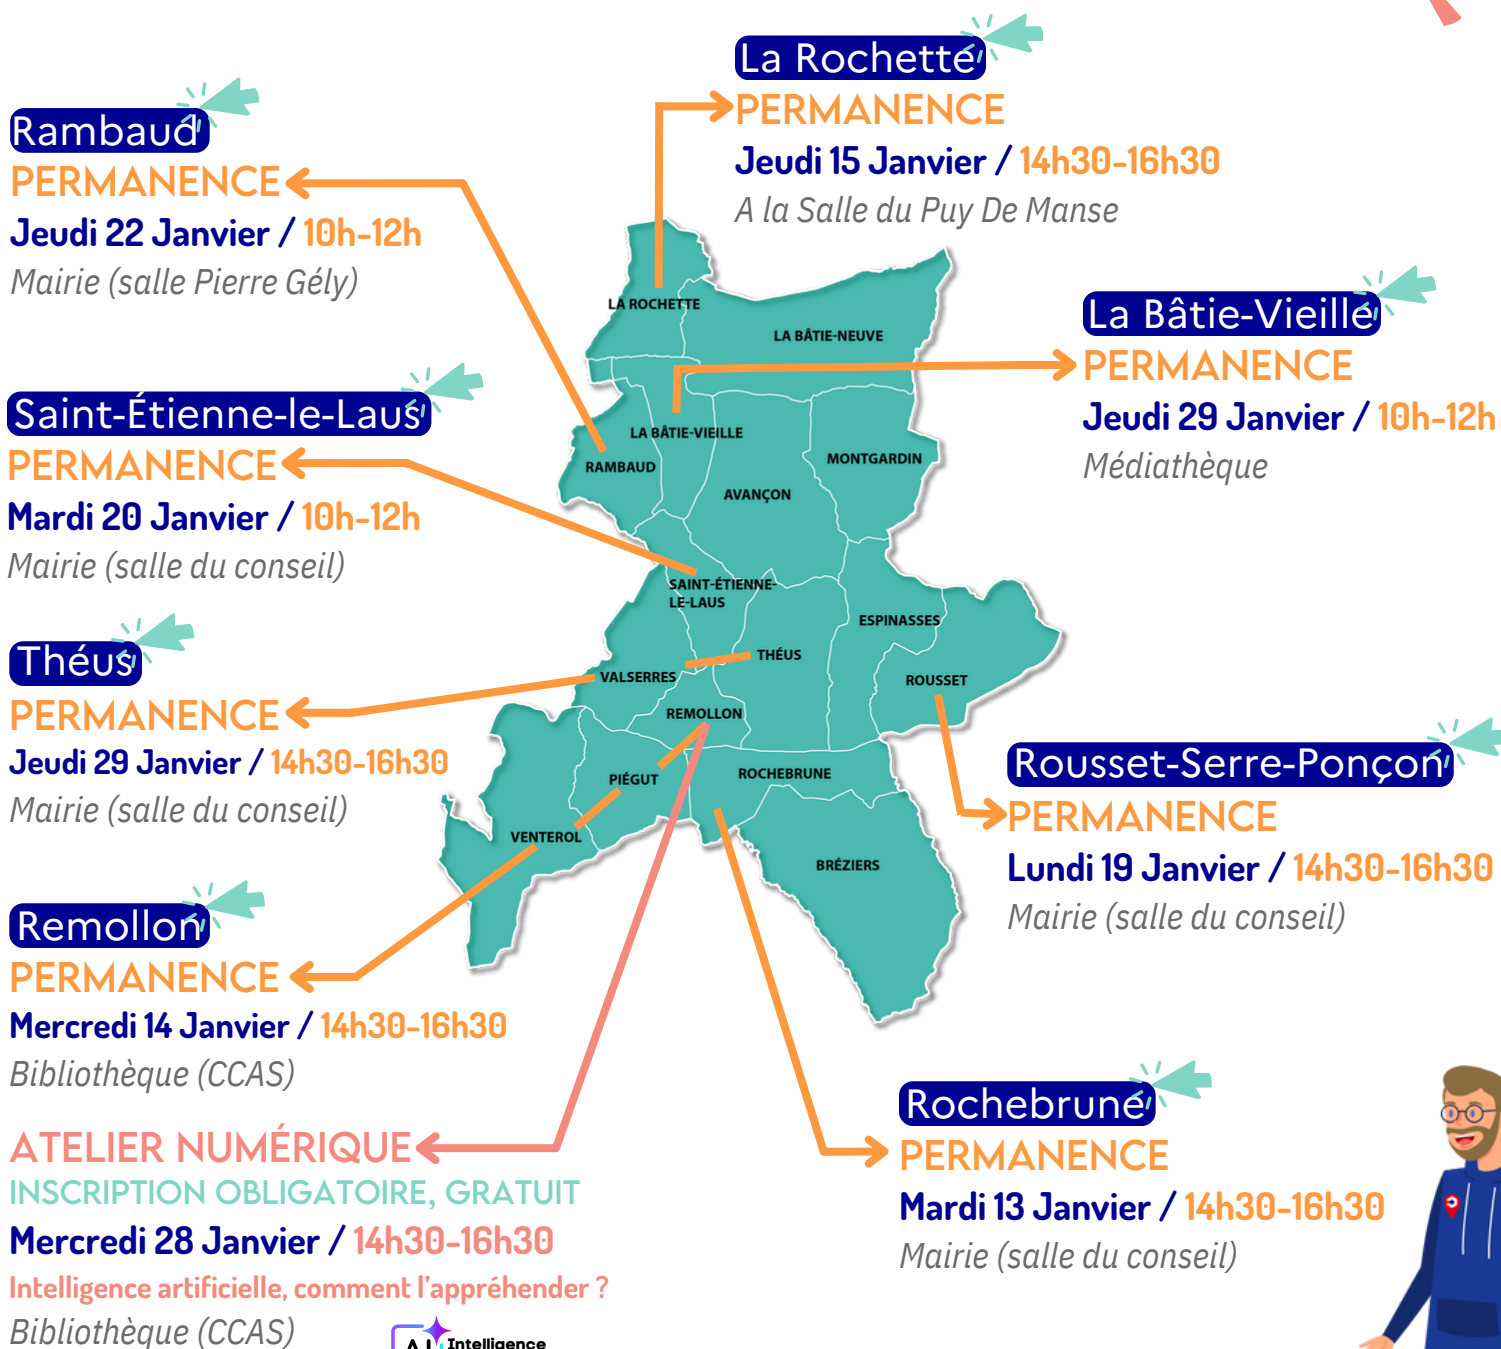 La Rochette
PERMANENCE
Jeudi 15 Janvier / 14h30-16h30
A la Salle du Puy De Manse
Rambaud
PERMANENCE
Jeudi 22 Janvier / 10h-12h
Mairie (salle Pierre Gély)
La Bâtie-Vieille
PERMANENCE
Jeudi 29 Janvier / 10h-12h
Médiathèque
Saint-Étienne-le-Laus
PERMANENCE
Mardi 20 Janvier / 10h-12h
Mairie (salle du conseil)
Théus
PERMANENCE
Jeudi 29 Janvier / 14h30-16h30
Mairie (salle du conseil)
LA ROCHETTE
LA BÂTIE-NEUVE
LA BÂTIE-VIEILLE
RAMBAUD
MONTGARDIN
AVANÇON
SAINT-ÉTIENNE-
LE-LAUS
ESPINASSES
THÉUS
VALSERRES
ROUSSET
REMOLLON
PIÉGUT
ROCHEBRUNE
VENTEROL
BRÉZIERS
Rousset-Serre-Ponçon
PERMANENCE
Lundi 19 Janvier / 14h30-16h30
Mairie (salle du conseil)
Remollon
PERMANENCE
Mercredi 14 Janvier / 14h30-16h30
Bibliothèque (CCAS)
ATELIER NUMÉRIQUE
INSCRIPTION OBLIGATOIRE, GRATUIT
Mercredi 28 Janvier / 14h30-16h30
Intelligence artificielle, comment l'appréhender ?
Bibliothèque (CCAS)
Rochebrune
PERMANENCE
Mardi 13 Janvier / 14h30-16h30
Mairie (salle du conseil)
A.I. Intelligence